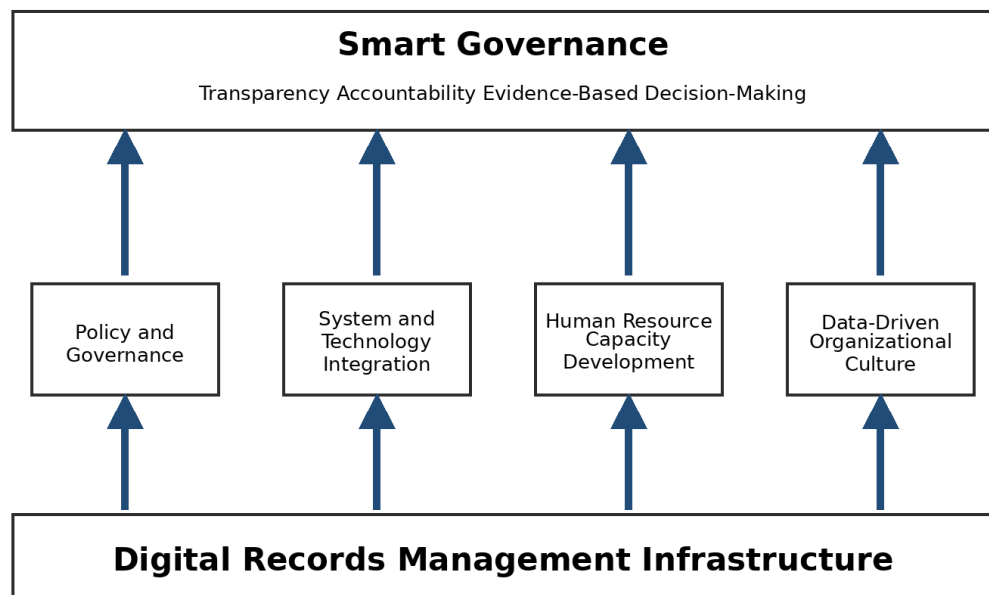 Smart Governance
Transparency Accountability Evidence-Based Decision-Making
Policy and
Governance
System and
Technology
Integration
Human Resource
Capacity
Development
Data-Driven
Organizational
Culture
Digital Records Management Infrastructure